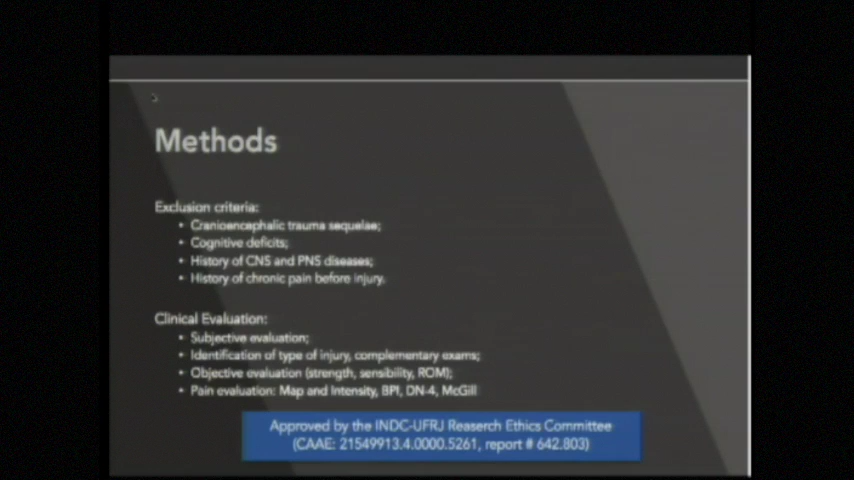 Methods
Exclusion criteria:
• Cranioencephalic trauma sequelae;
• Cognitive deficits;
• History of CNS and PNS diseases;
• History of chronic pain before injury.
Clinical Evaluation:
• Subjective evaluation;
• Identification of type of injury, complementary exams;
• Objective evaluation (strength, sensibility, ROM);
• Pain evaluation: Map and Intensity, BPI, DN-4, McGill
Approved by the INDC-UFRJ Reaserch Ethics Committee
(CAAE: 21549913.4.0000.5261, report # 642.803)